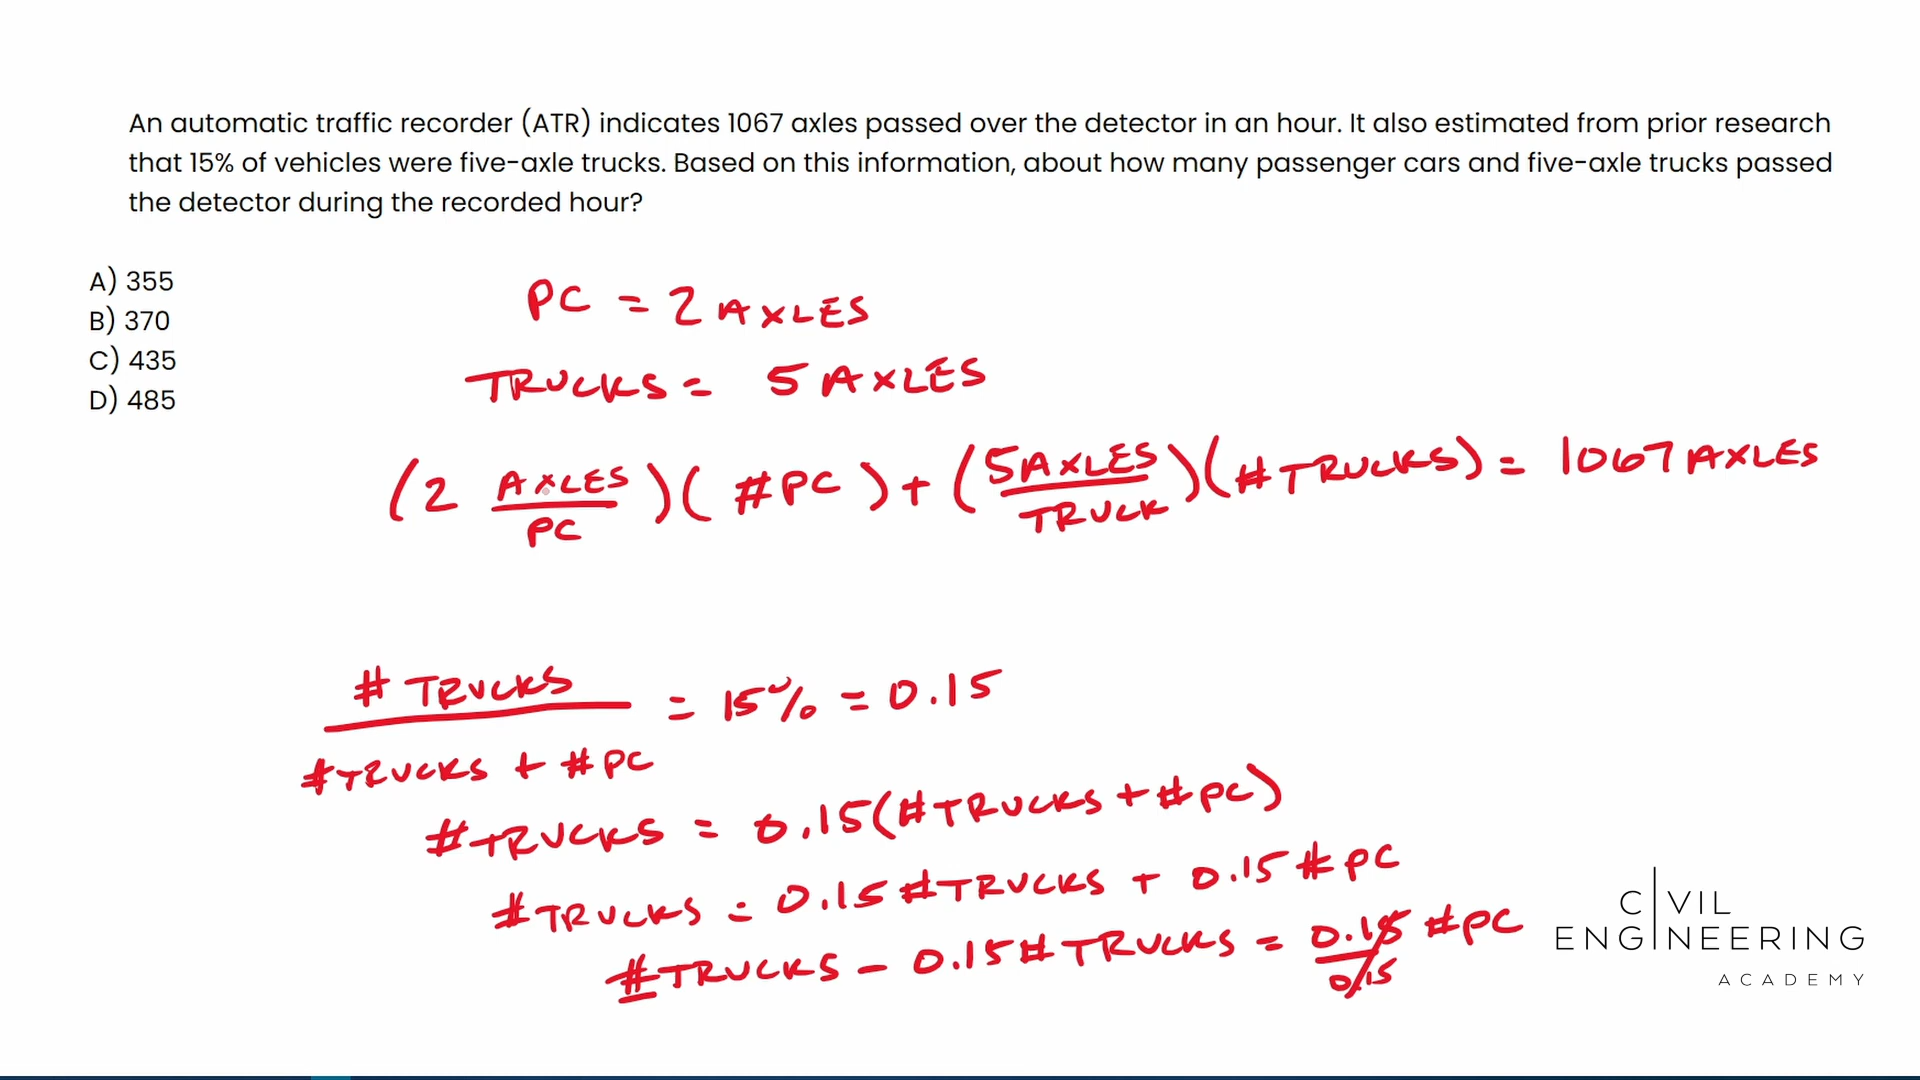 An automatic traffic recorder (ATR) indicates 1067 axles passed over the detector in an hour. It also estimated from prior research
that 15% of vehicles were five-axle trucks. Based on this information, about how many passenger cars and five-axle trucks passed
the detector during the recorded hour?
A) 355
B) 370
C) 435
D) 485
PC = 2 AXLES
TRUCKS = 5 AXLES
(2 AXLES/PC)(#PC) + (5 AXLES/TRUCK)(#TRUCKS) = 1067 AXLES
# TRUCKS
= 15% = 0.15
#TRUCKS + #PC
#TRUCKS = 0.15(#TRUCKS + #PC)
#TRUCKS = 0.15 #TRUCKS + 0.15 #PC
#TRUCKS - 0.15 # TRUCKS = 0.15 #PC
0.15
CIVIL
ENGINEERING
ACADEMY